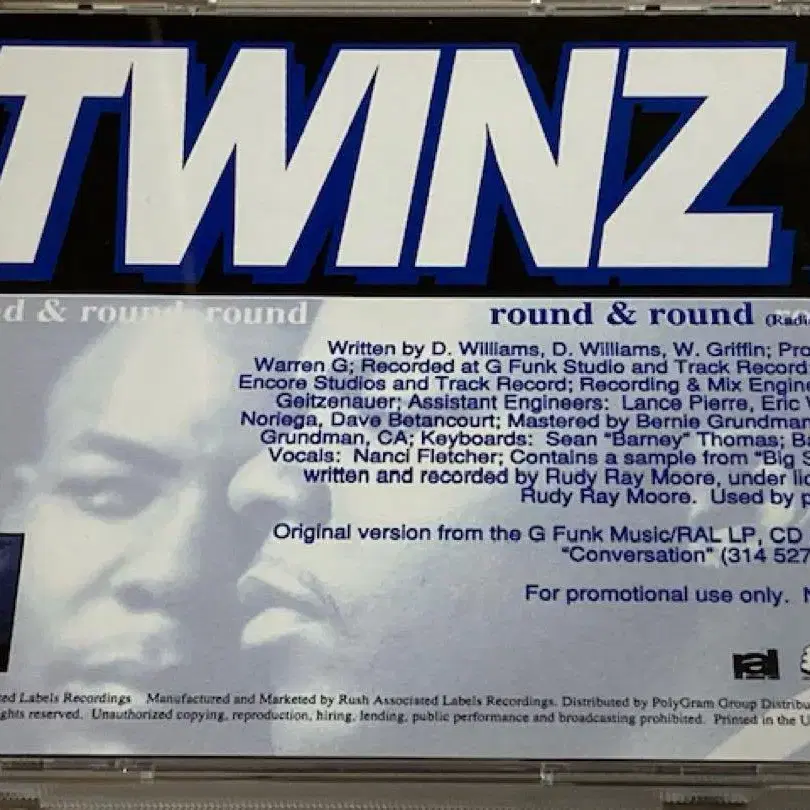 TWINZ
d & round round
round & round (Radi
Written by D. Williams, D. Williams, W. Griffin; Pro
Warren G; Recorded at G Funk Studio and Track Record
Encore Studios and Track Record; Recording & Mix Engin
Geitzenauer; Assistant Engineers: Lance Pierre, Eric
Noriega, Dave Betancourt; Mastered by Bernie Grundman
Grundman, CA; Keyboards: Sean "Barney" Thomas; Ba
Vocals: Nanci Fletcher; Contains a sample from "Big S
written and recorded by Rudy Ray Moore, under lic
Rudy Ray Moore. Used by p
Original version from the G Funk Music/RAL LP, CD
"Conversation" (314 527
For promotional use only. N
ral
ted Labels Recordings Manufactured and Marketed by Rush Associated Labels Recordings. Distributed by PolyGram Group Distribu
ghts reserved. Unauthorized copying, reproduction, hiring, lending, public performance and broadcasting prohibited. Printed in the U